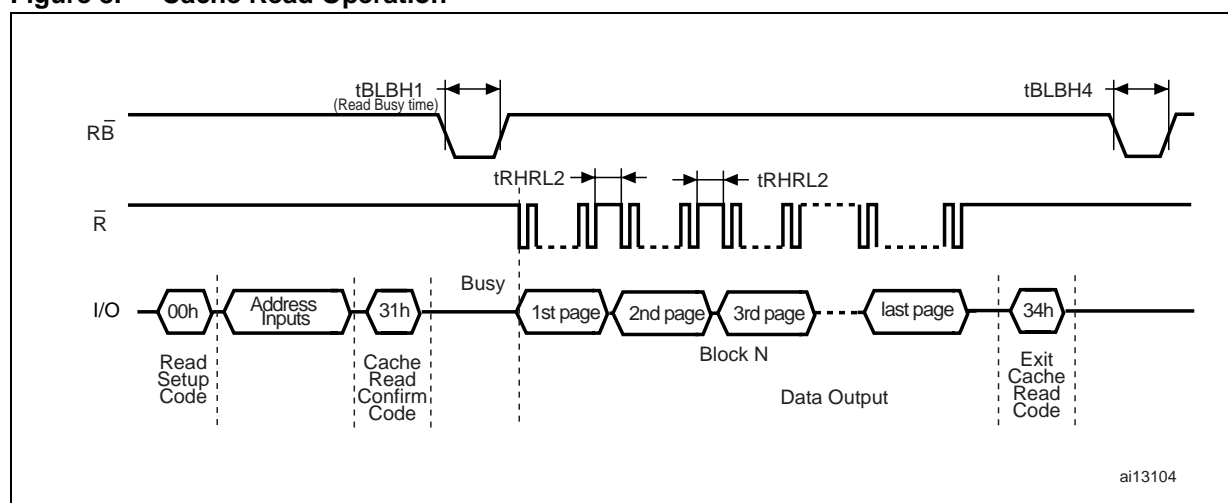 Figure 8. Cache Read Operation
tBLBH1
(Read Busy time)
tBLBH4
RB̅
tRHRL2
tRHRL2
R̅
Busy
I/O
00h
Address
Inputs
31h
1st page
2nd page
3rd page
last page
34h
Block N
Read
Setup
Code
Cache
Read
Confirm
Code
Exit
Cache
Read
Code
Data Output
ai13104